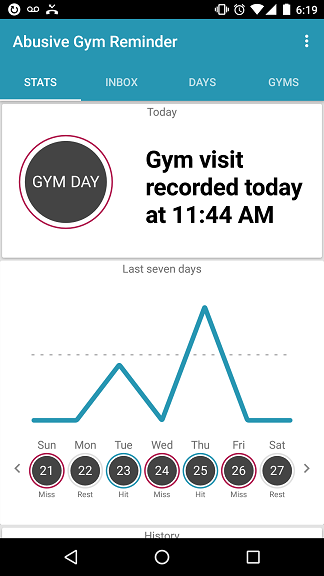 6:19
Abusive Gym Reminder
STATS INBOX DAYS GYMS
Today
GYM DAY
Gym visit
recorded today
at 11:44 AM
Last seven days
Sun Mon Tue Wed Thu Fri Sat
21 22 23 24 25 26 27
Miss Rest Hit Miss Hit Miss Rest
History